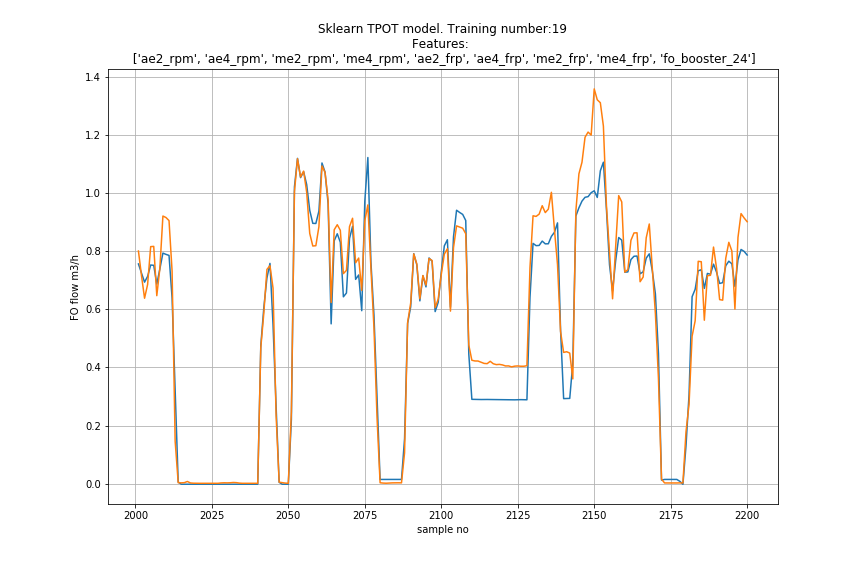 Sklearn TPOT model. Training number:19
Features:
['ae2_rpm', 'ae4_rpm', 'me2_rpm', 'me4_rpm', 'ae2_frp', 'ae4_frp', 'me2_frp', 'me4_frp', 'fo_booster_24']
FO flow m3/h
1.4
1.2
1.0
0.8
0.6
0.4
0.2
0.0
2000 2025 2050 2075 2100 2125 2150 2175 2200
sample no